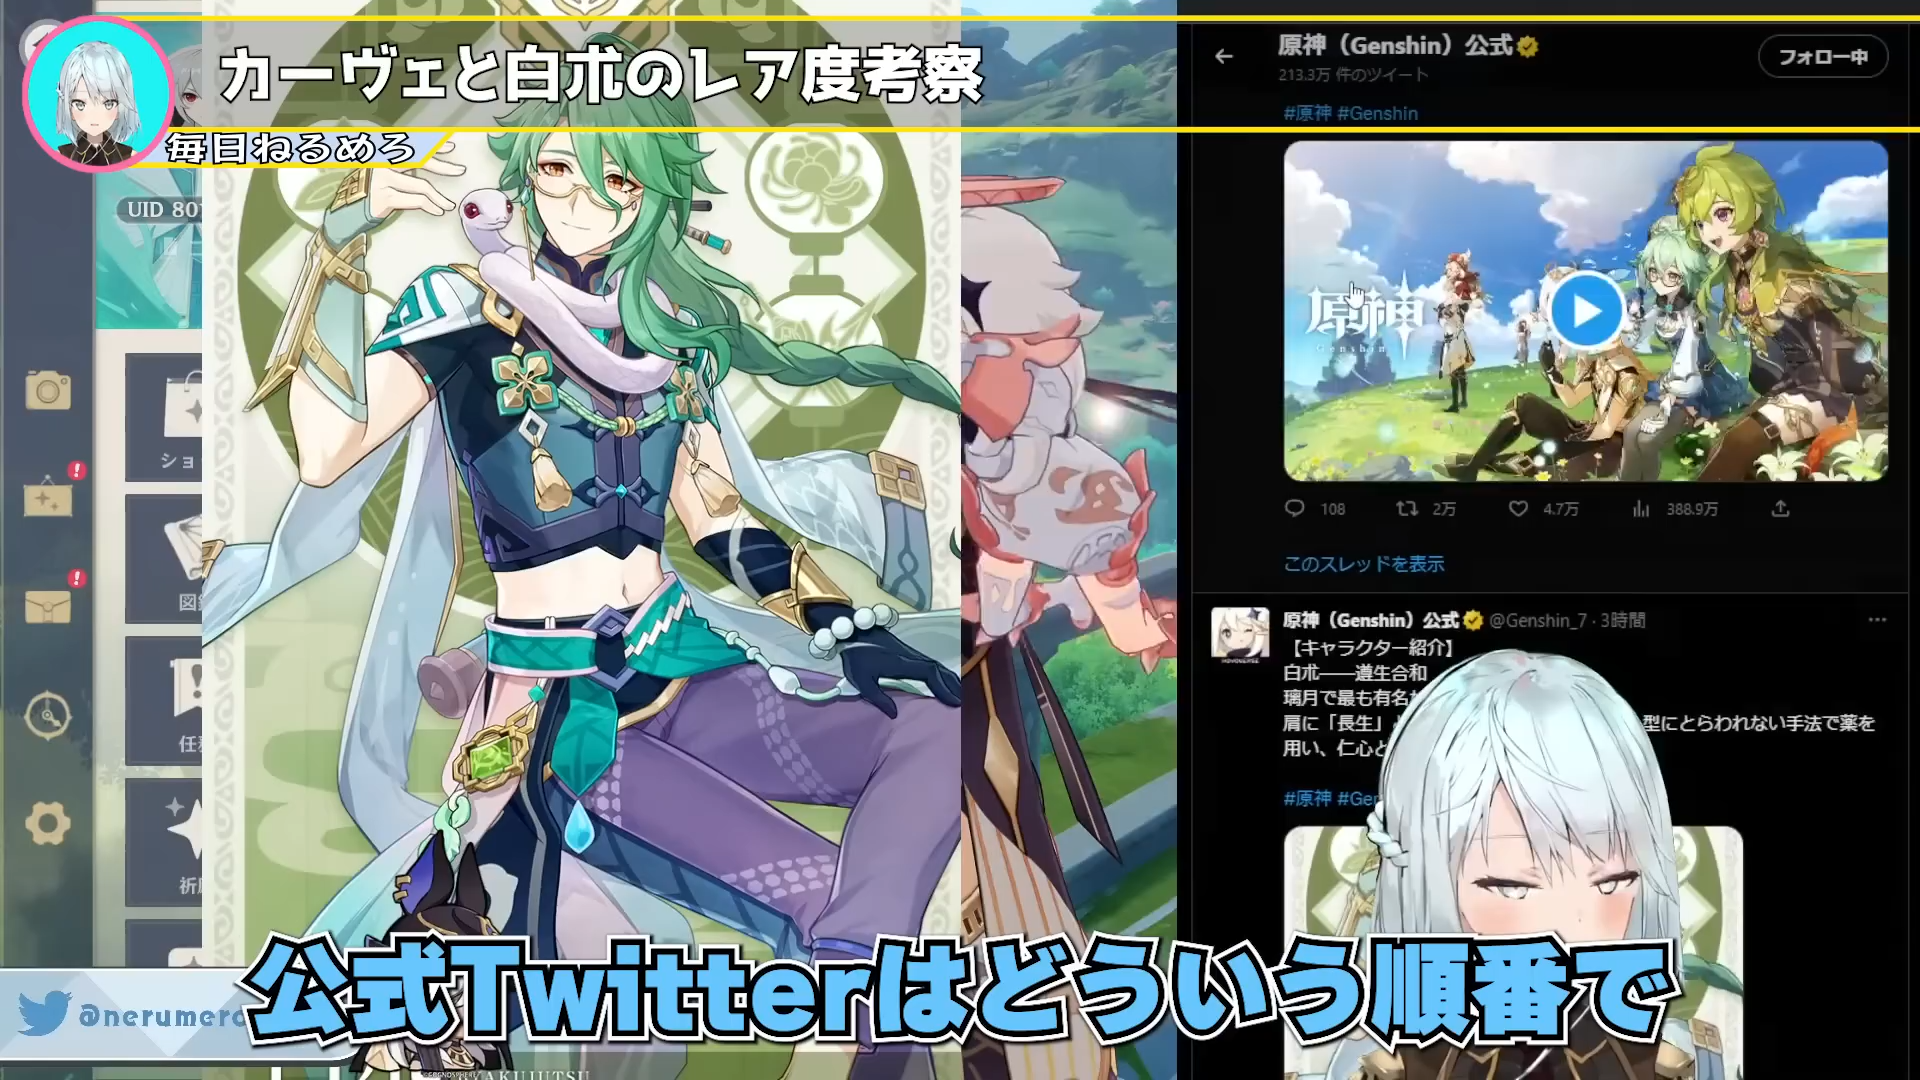 カーヴェと白朮のレア度考察
毎日ねるめろ
UID 80
ショ
図
任
祈
原神（Genshin）公式
213.3万 件のツイート
フォロー中
#原神 #Genshin
原神
Genshin
108
2万
4.7万
388.9万
このスレッドを表示
原神（Genshin）公式 @Genshin_7・3時間
【キャラクター紹介】
白朮——遵生合和
璃月で最も有名
肩に「長生」 型にとらわれない手法で薬を
用い、仁心と
#原神 #Ge
公式Twitterはどういう順番で
@nerumer